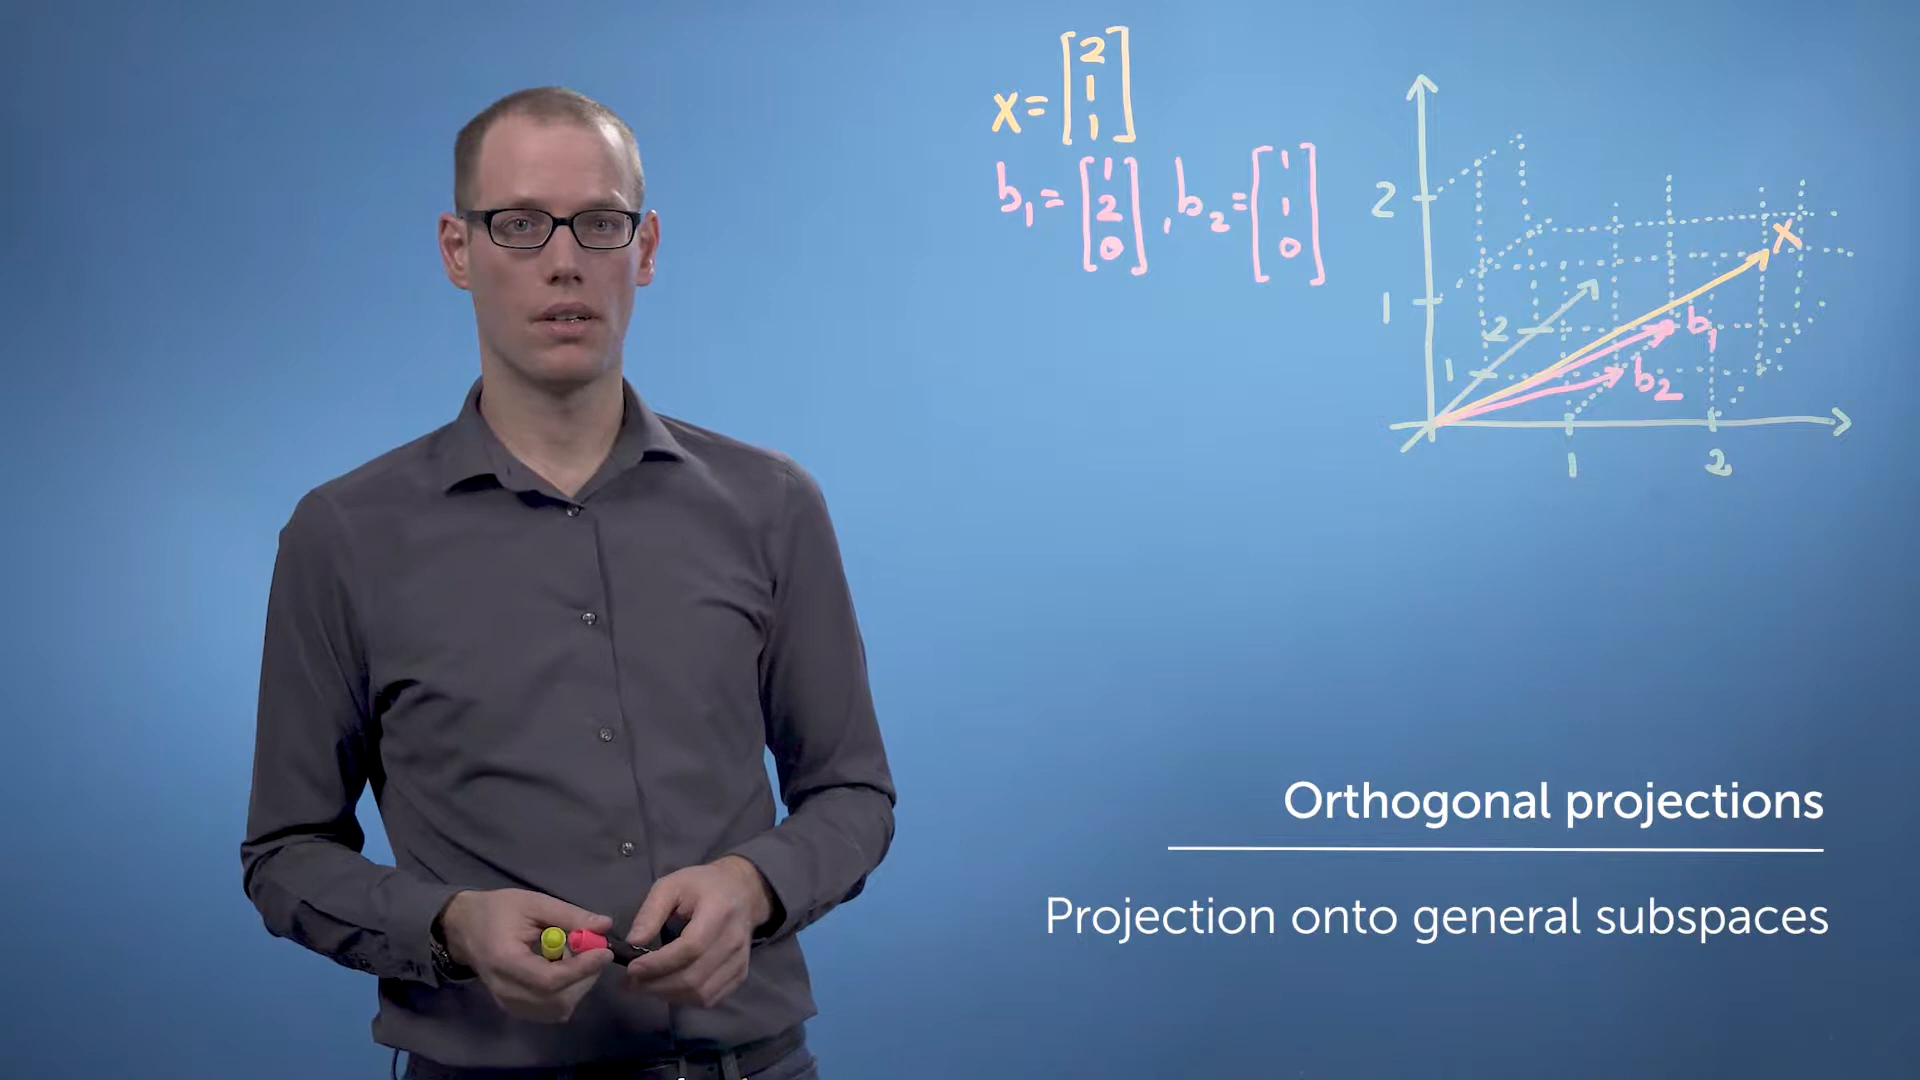 x = [2 1 1]
b₁ = [1 2 0], b₂ = [1 1 0]
2
1
2
1
1
2
x
b₁
b₂
Orthogonal projections
Projection onto general subspaces